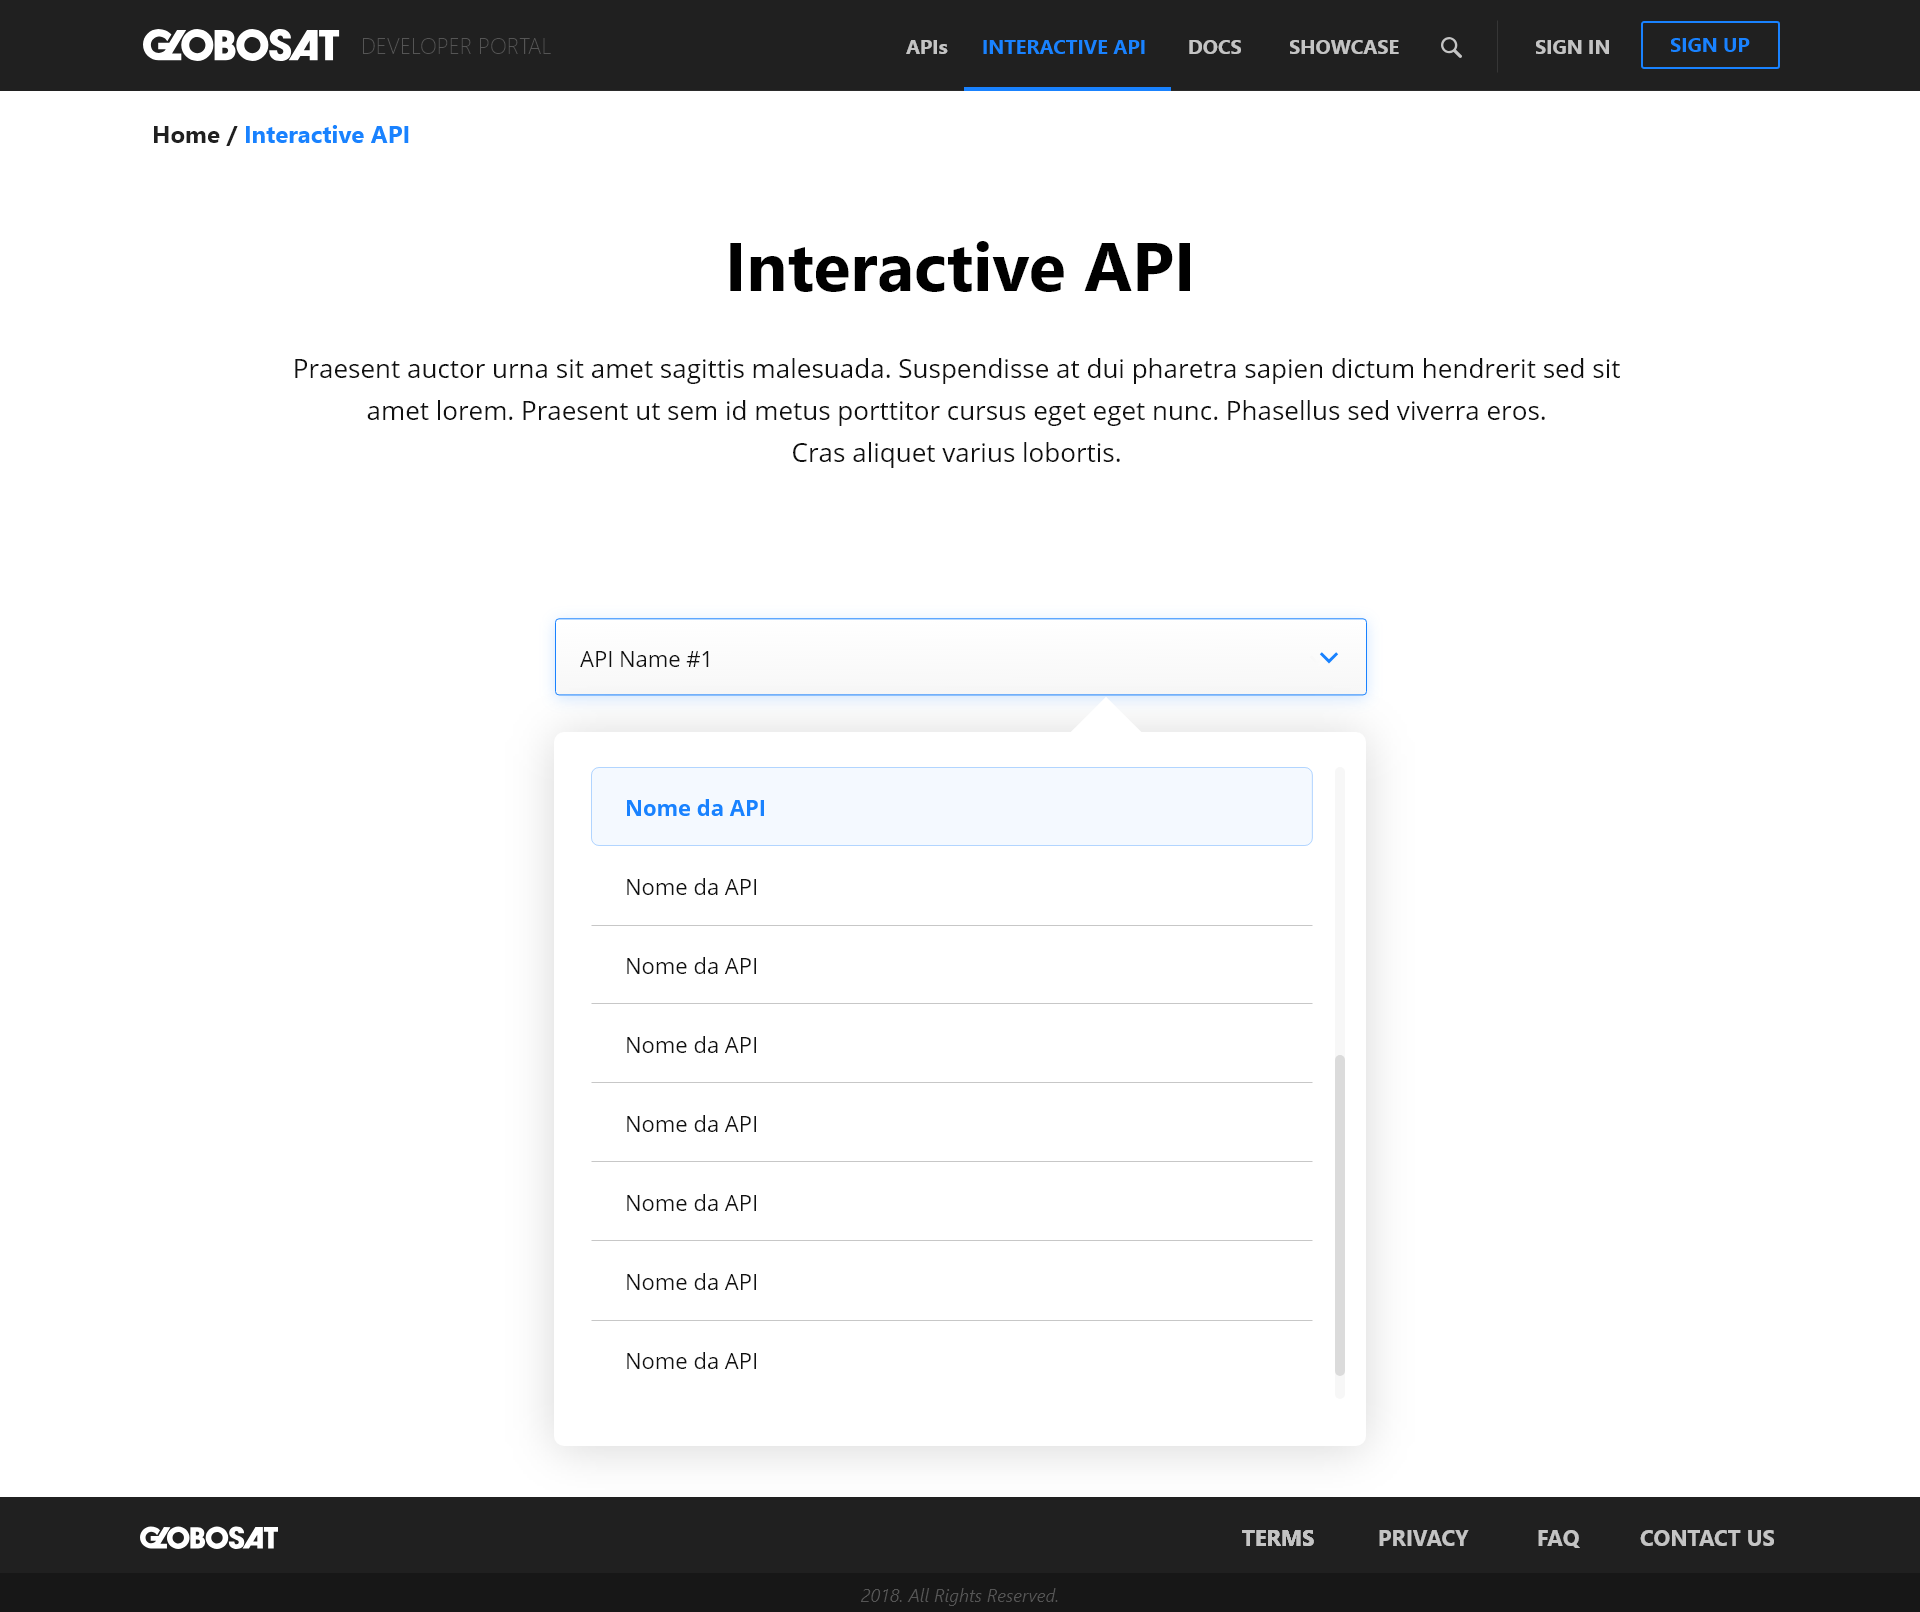 GLOBOSAT DEVELOPER PORTAL APIs INTERACTIVE API DOCS SHOWCASE SIGN IN SIGN UP
Home / Interactive API
Interactive API
Praesent auctor urna sit amet sagittis malesuada. Suspendisse at dui pharetra sapien dictum hendrerit sed sit
amet lorem. Praesent ut sem id metus porttitor cursus eget eget nunc. Phasellus sed viverra eros.
Cras aliquet varius lobortis.
API Name #1
Nome da API
Nome da API
Nome da API
Nome da API
Nome da API
Nome da API
Nome da API
Nome da API
GLOBOSAT TERMS PRIVACY FAQ CONTACT US
2018. All Rights Reserved.